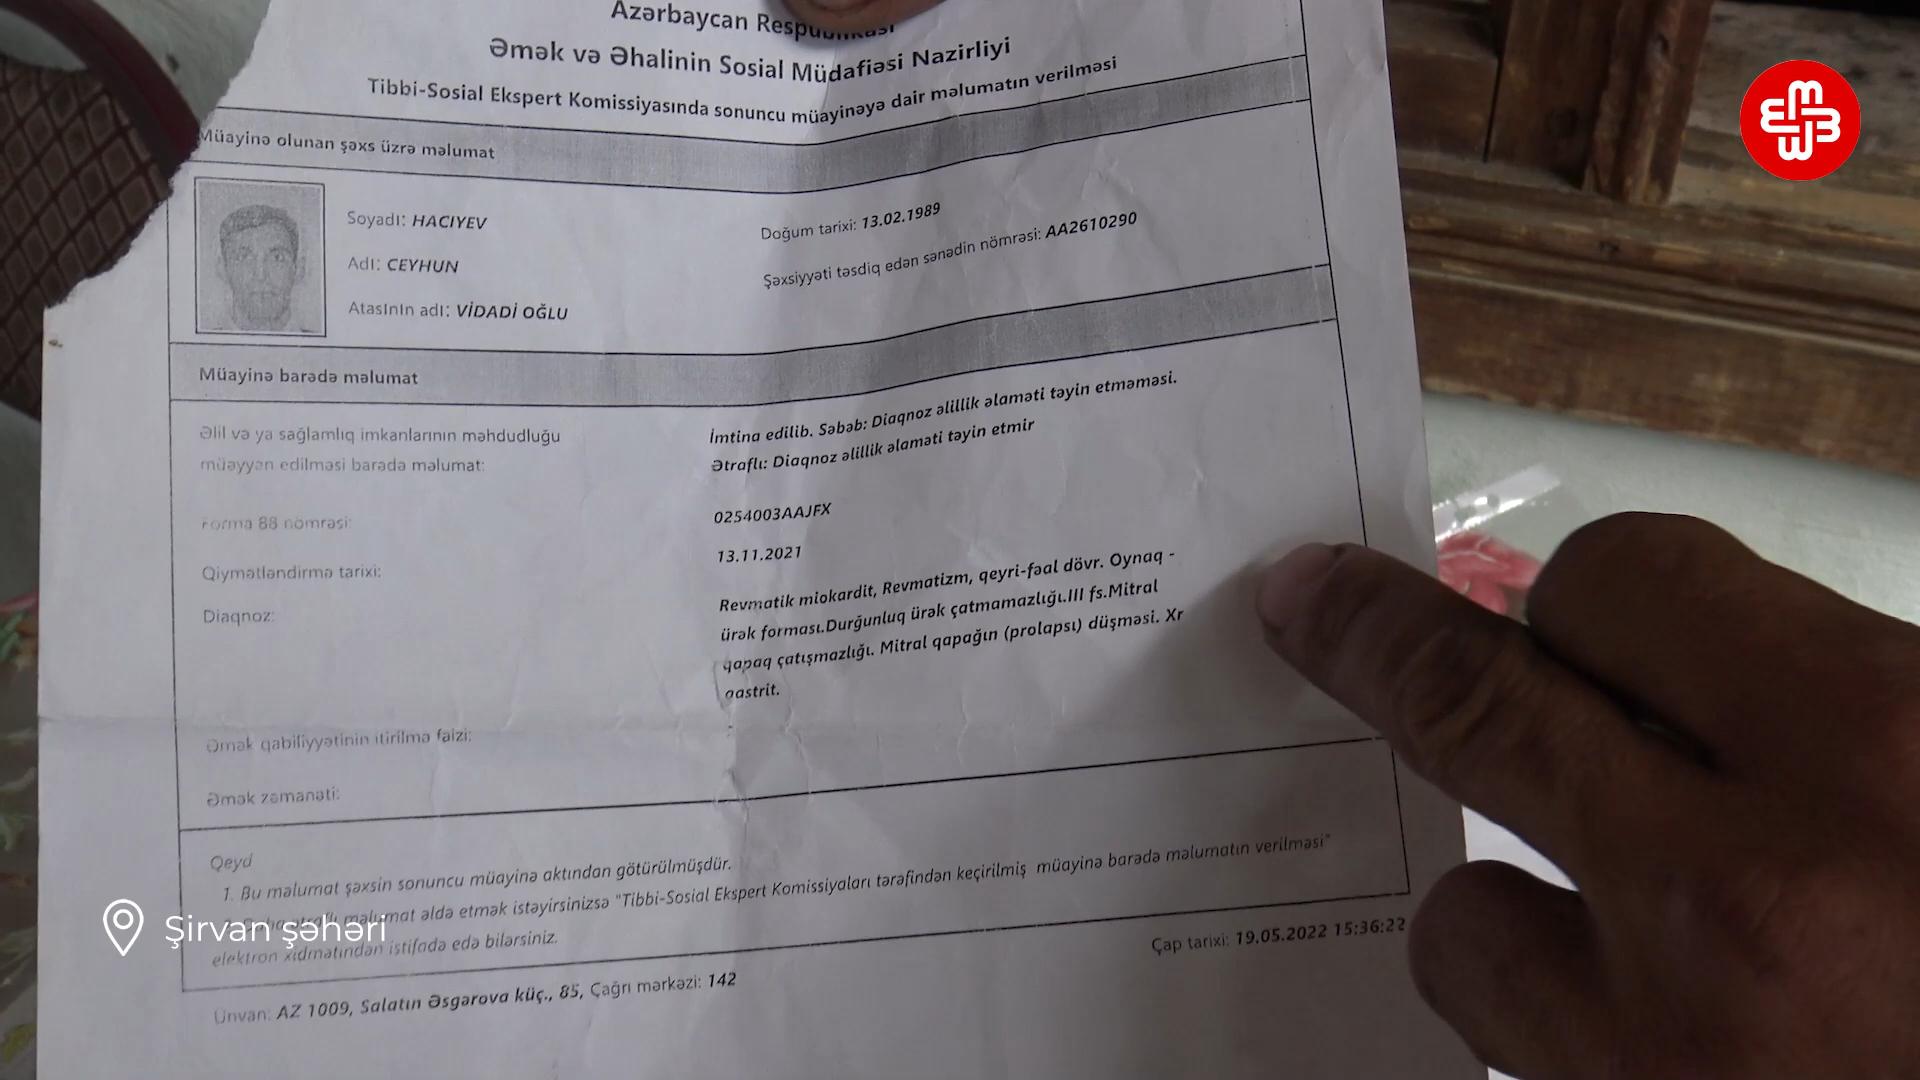 Azərbaycan Respublikası
Əmək və Əhalinin Sosial Müdafiəsi Nazirliyi
Tibbi-Sosial Ekspert Komissiyasında sonuncu müayinəyə dair məlumatın verilməsi
Müayinə olunan şəxs üzrə məlumat
Soyadı: HACIYEV
Adı: CEYHUN
Atasının adı: VİDADİ OĞLU
Doğum tarixi: 13.02.1989
Şəxsiyyəti təsdiq edən sənədin nömrəsi: AA2610290
Müayinə barədə məlumat
Əlil və ya sağlamlıq imkanlarının məhdudluğu
müəyyən edilməsi barədə məlumat:
İmtina edilib. Səbəb: Diaqnoz əlillik əlaməti təyin etməməsi.
Ətraflı: Diaqnoz əlillik əlaməti təyin etmir
Forma 88 nömrəsi:
0254003AAJFX
Qiymətləndirmə tarixi:
13.11.2021
Diaqnoz:
Revmatik miokardit, Revmatizm, qeyri-fəal dövr. Oynaq -
ürək forması.Durğunluq ürək çatmamazlığı.III fs.Mitral
qapaq çatışmazlığı. Mitral qapağın (prolapsı) düşməsi. Xr
qastrit.
Əmək qabiliyyətinin itirilmə faizi:
Əmək zəmanəti:
Qeyd
1. Bu məlumat şəxsin sonuncu müayinə aktından götürülmüşdür.
2. Daha ətraflı məlumat əldə etmək istəyirsinizsə "Tibbi-Sosial Ekspert Komissiyaları tərəfindən keçirilmiş müayinə barədə məlumatın verilməsi"
elektron xidmətindən istifadə edə bilərsiniz.
Şirvan şəhəri
Çap tarixi: 19.05.2022 15:36:22
Ünvan: AZ 1009, Salatın Əsgərova küç., 85, Çağrı mərkəzi: 142